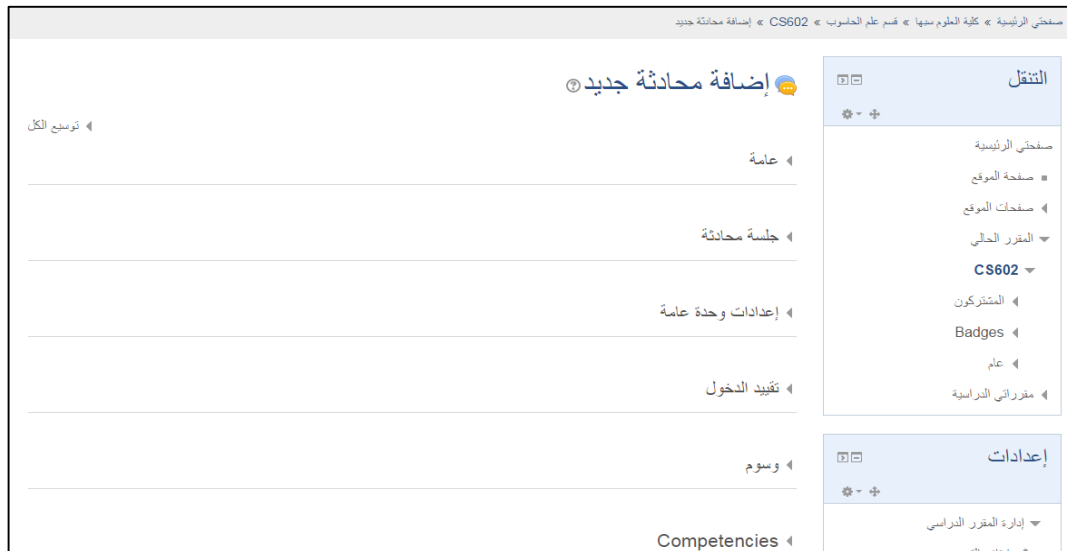 صفحتي الرئيسية » كلية العلوم سبها » قسم علم الحاسوب » CS602 » إضافة محادثة جديد
إضافة محادثة جديد
توسيع الكل
عامة
جلسة محادثة
إعدادات وحدة عامة
تقييد الدخول
وسوم
Competencies
التنقل
صفحتي الرئيسية
صفحة الموقع
صفحات الموقع
المقرر الحالي
CS602
المشتركون
Badges
عام
مقرراتي الدراسية
إعدادات
إدارة المقرر الدراسي